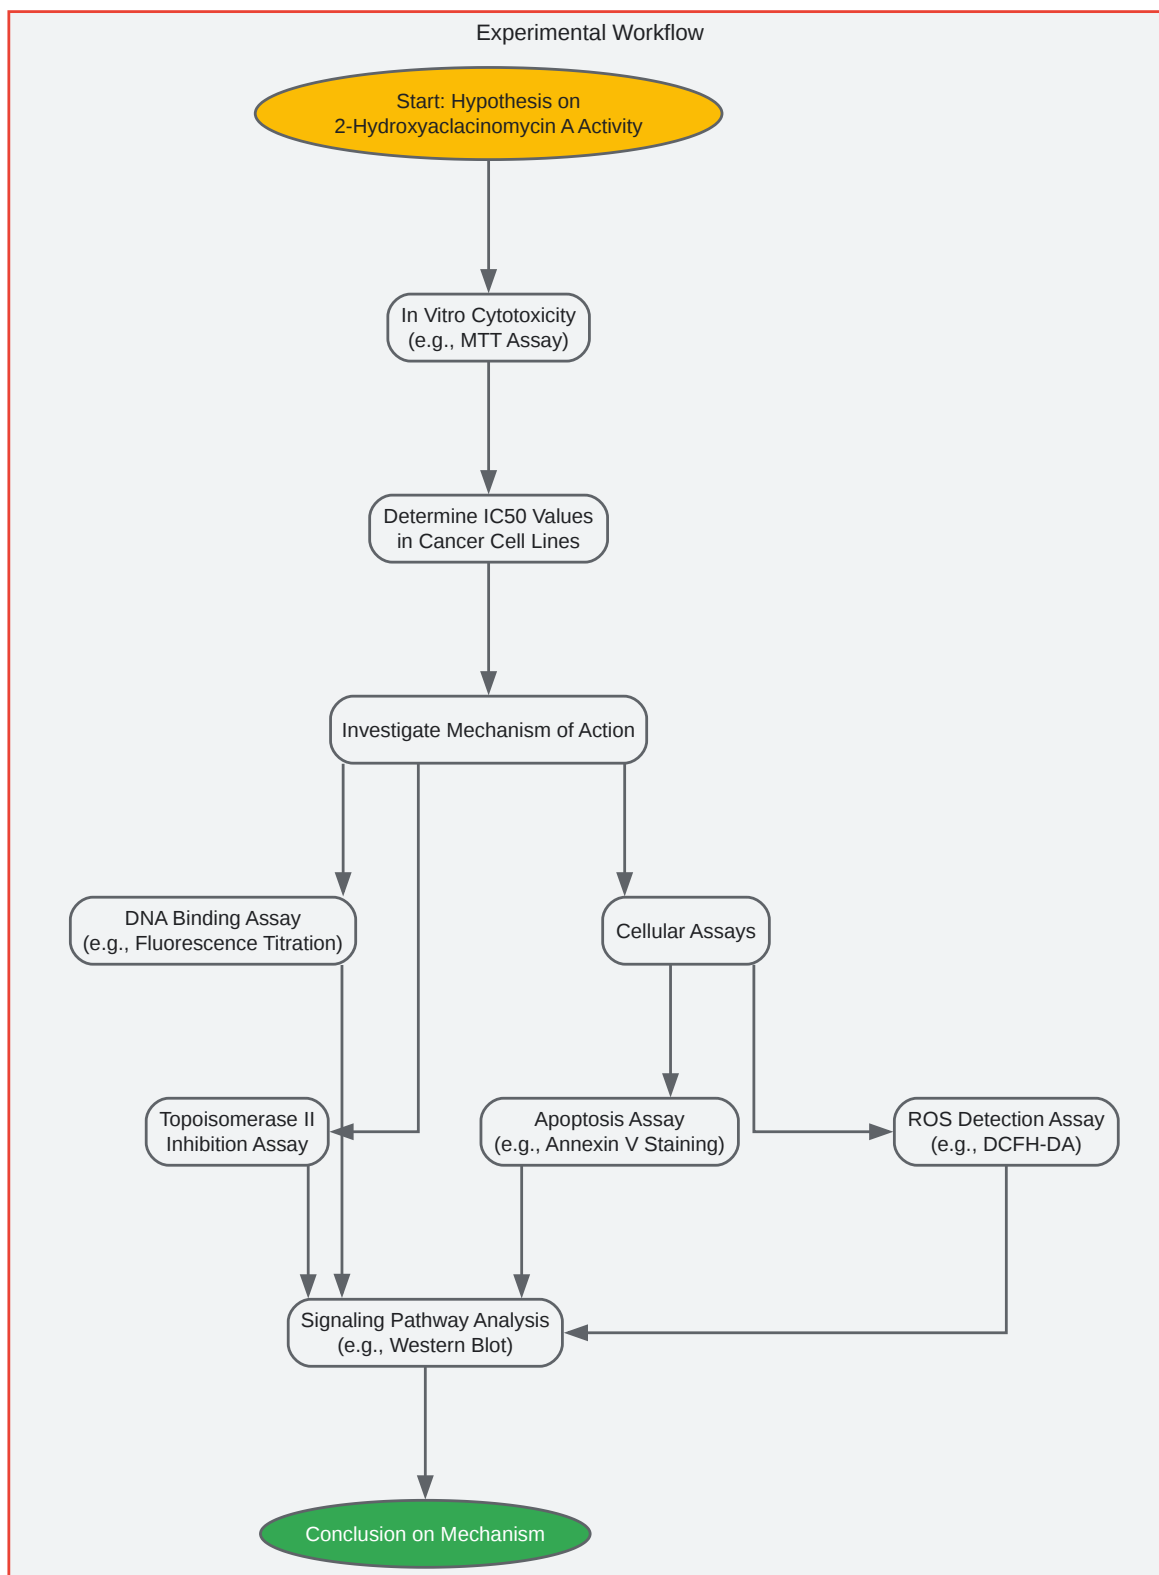 Experimental Workflow
Start: Hypothesis on
2-Hydroxyaclacinomycin A Activity
In Vitro Cytotoxicity
(e.g., MTT Assay)
Determine IC50 Values
in Cancer Cell Lines
Investigate Mechanism of Action
DNA Binding Assay
(e.g., Fluorescence Titration)
Cellular Assays
Topoisomerase II
Inhibition Assay
Apoptosis Assay
(e.g., Annexin V Staining)
ROS Detection Assay
(e.g., DCFH-DA)
Signaling Pathway Analysis
(e.g., Western Blot)
Conclusion on Mechanism